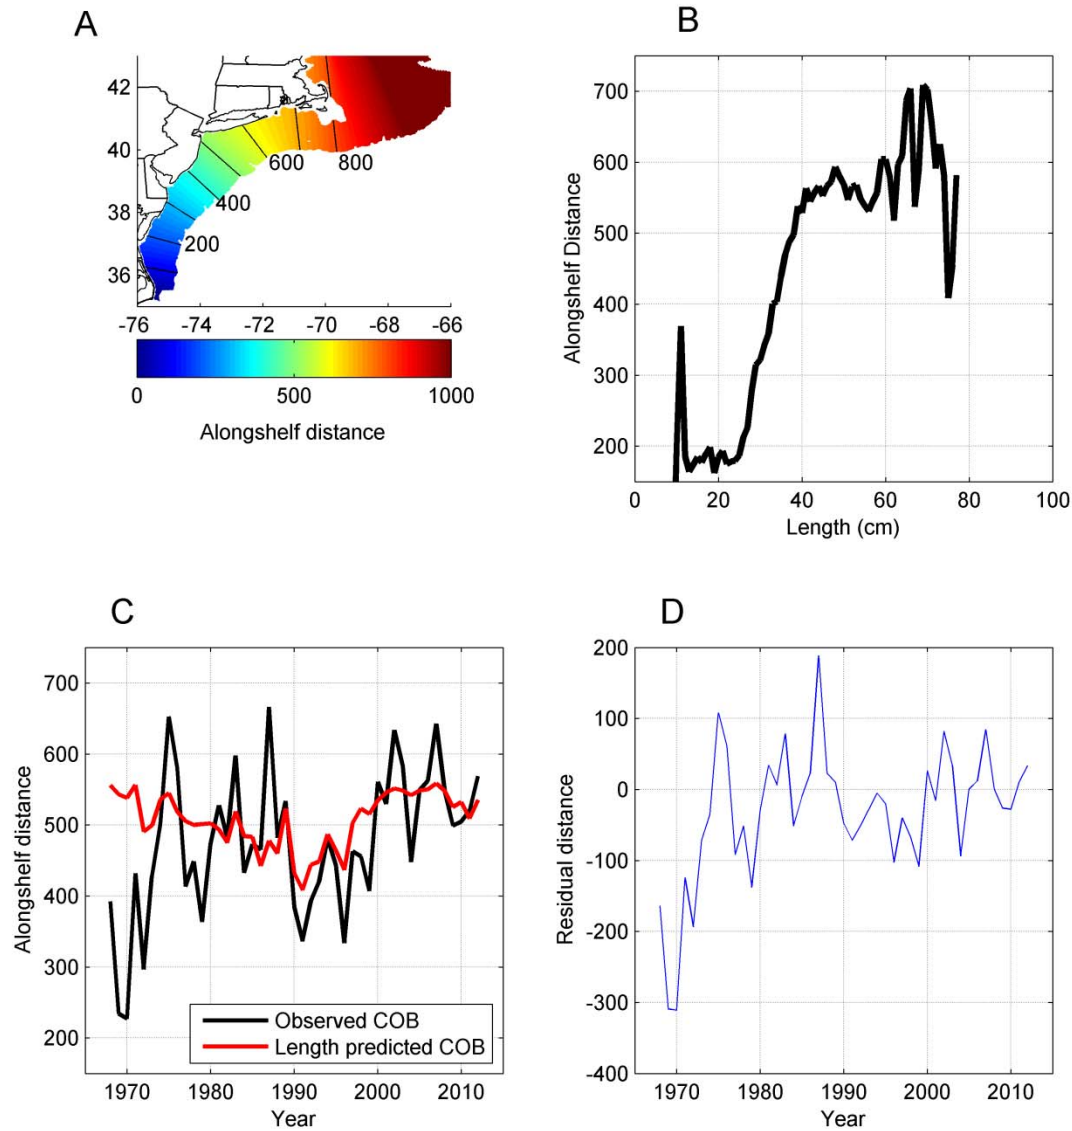 A
42
40
38
36
600
800
400
200
-76 -74 -72 -70 -68 -66
0 500 1000
Alongshelf distance
B
Alongshelf Distance
700
600
500
400
300
200
0 20 40 60 80 100
Length (cm)
C
Alongshelf distance
700
600
500
400
300
200
Observed COB
Length predicted COB
1970 1980 1990 2000 2010
Year
D
Residual distance
200
100
0
-100
-200
-300
-400
1970 1980 1990 2000 2010
Year